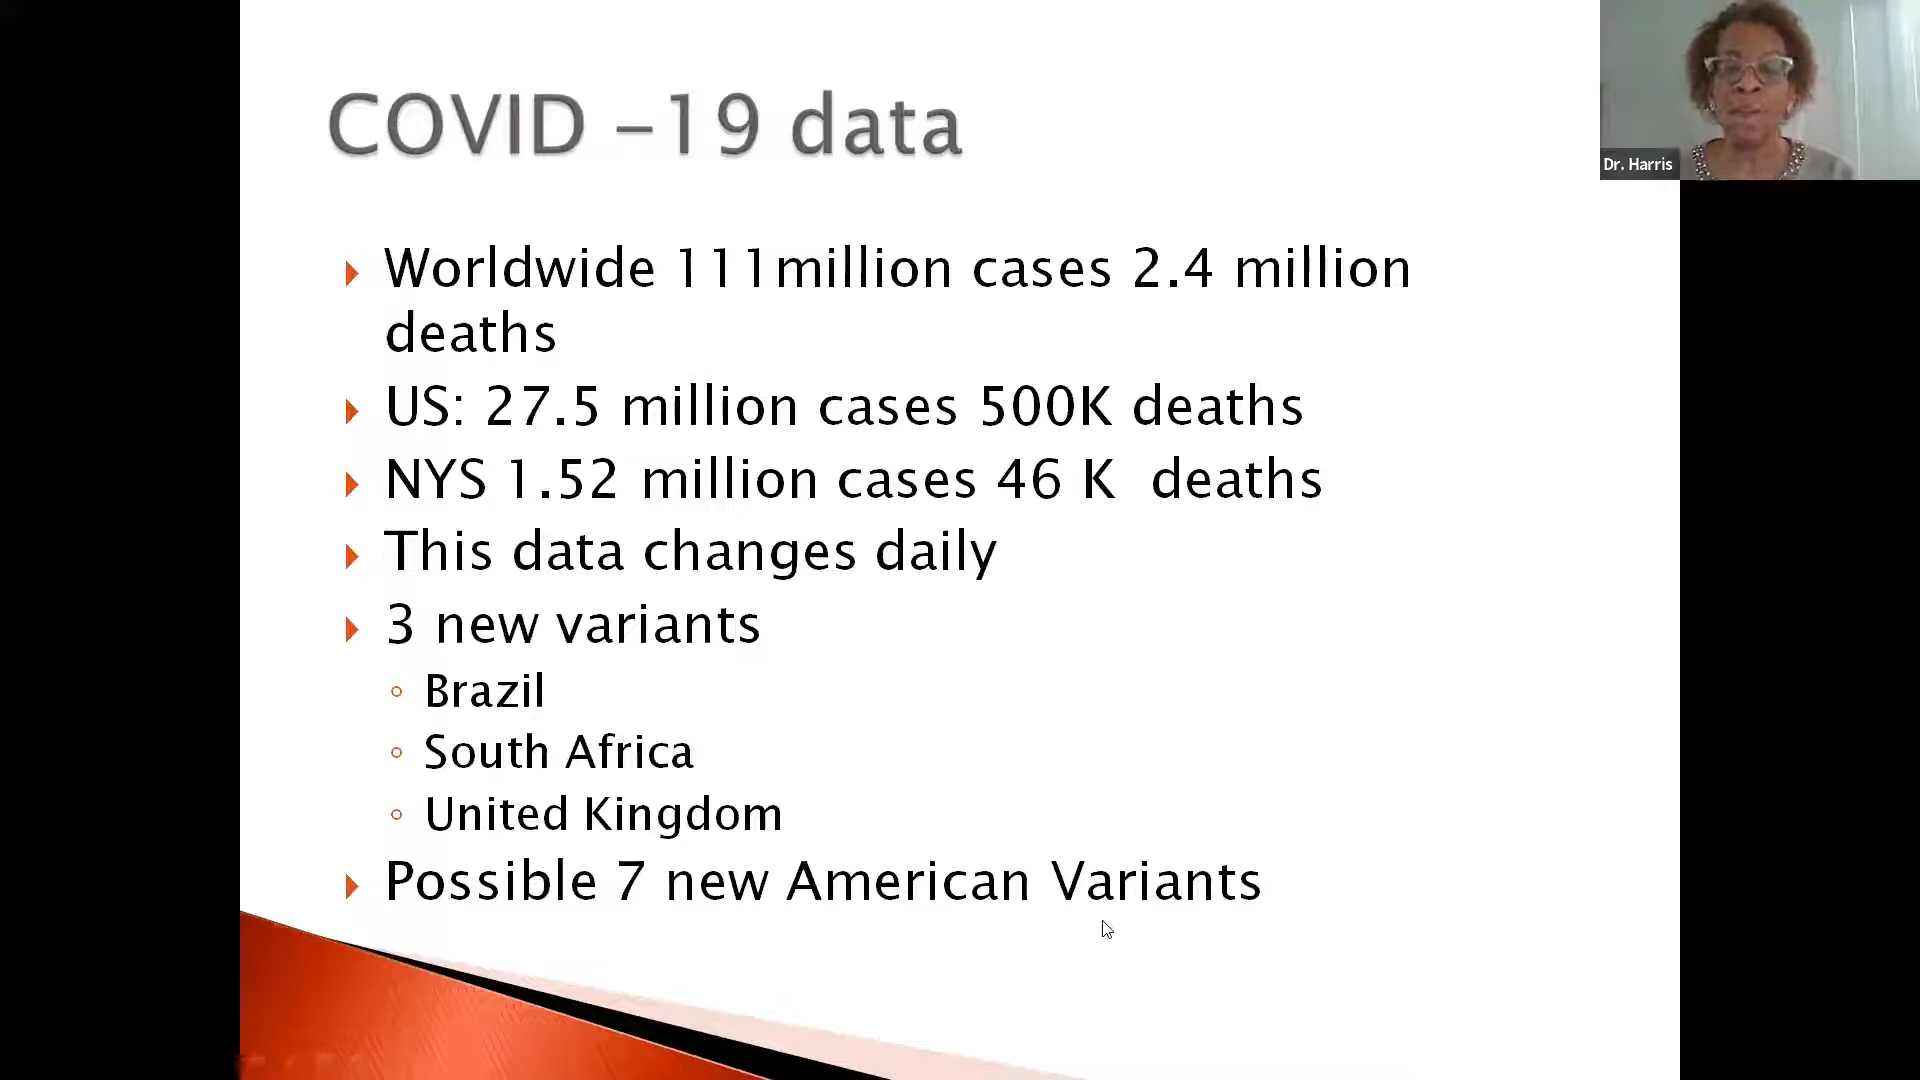 COVID -19 data
Worldwide 111million cases 2.4 million
deaths
US: 27.5 million cases 500K deaths
NYS 1.52 million cases 46 K  deaths
This data changes daily
3 new variants
Brazil
South Africa
United Kingdom
Possible 7 new American Variants
Dr. Harris